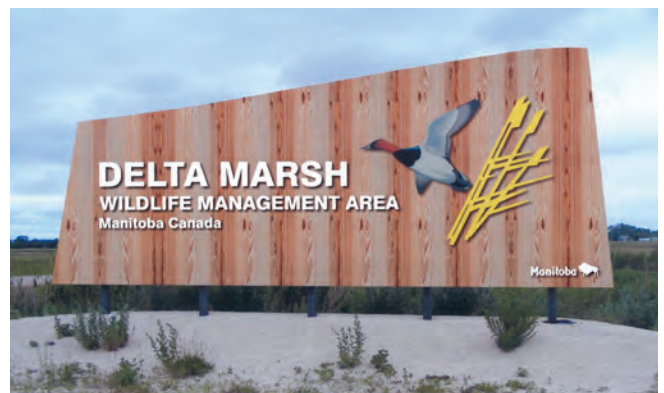 DELTA MARSH
WILDLIFE MANAGEMENT AREA
Manitoba Canada
Manitoba